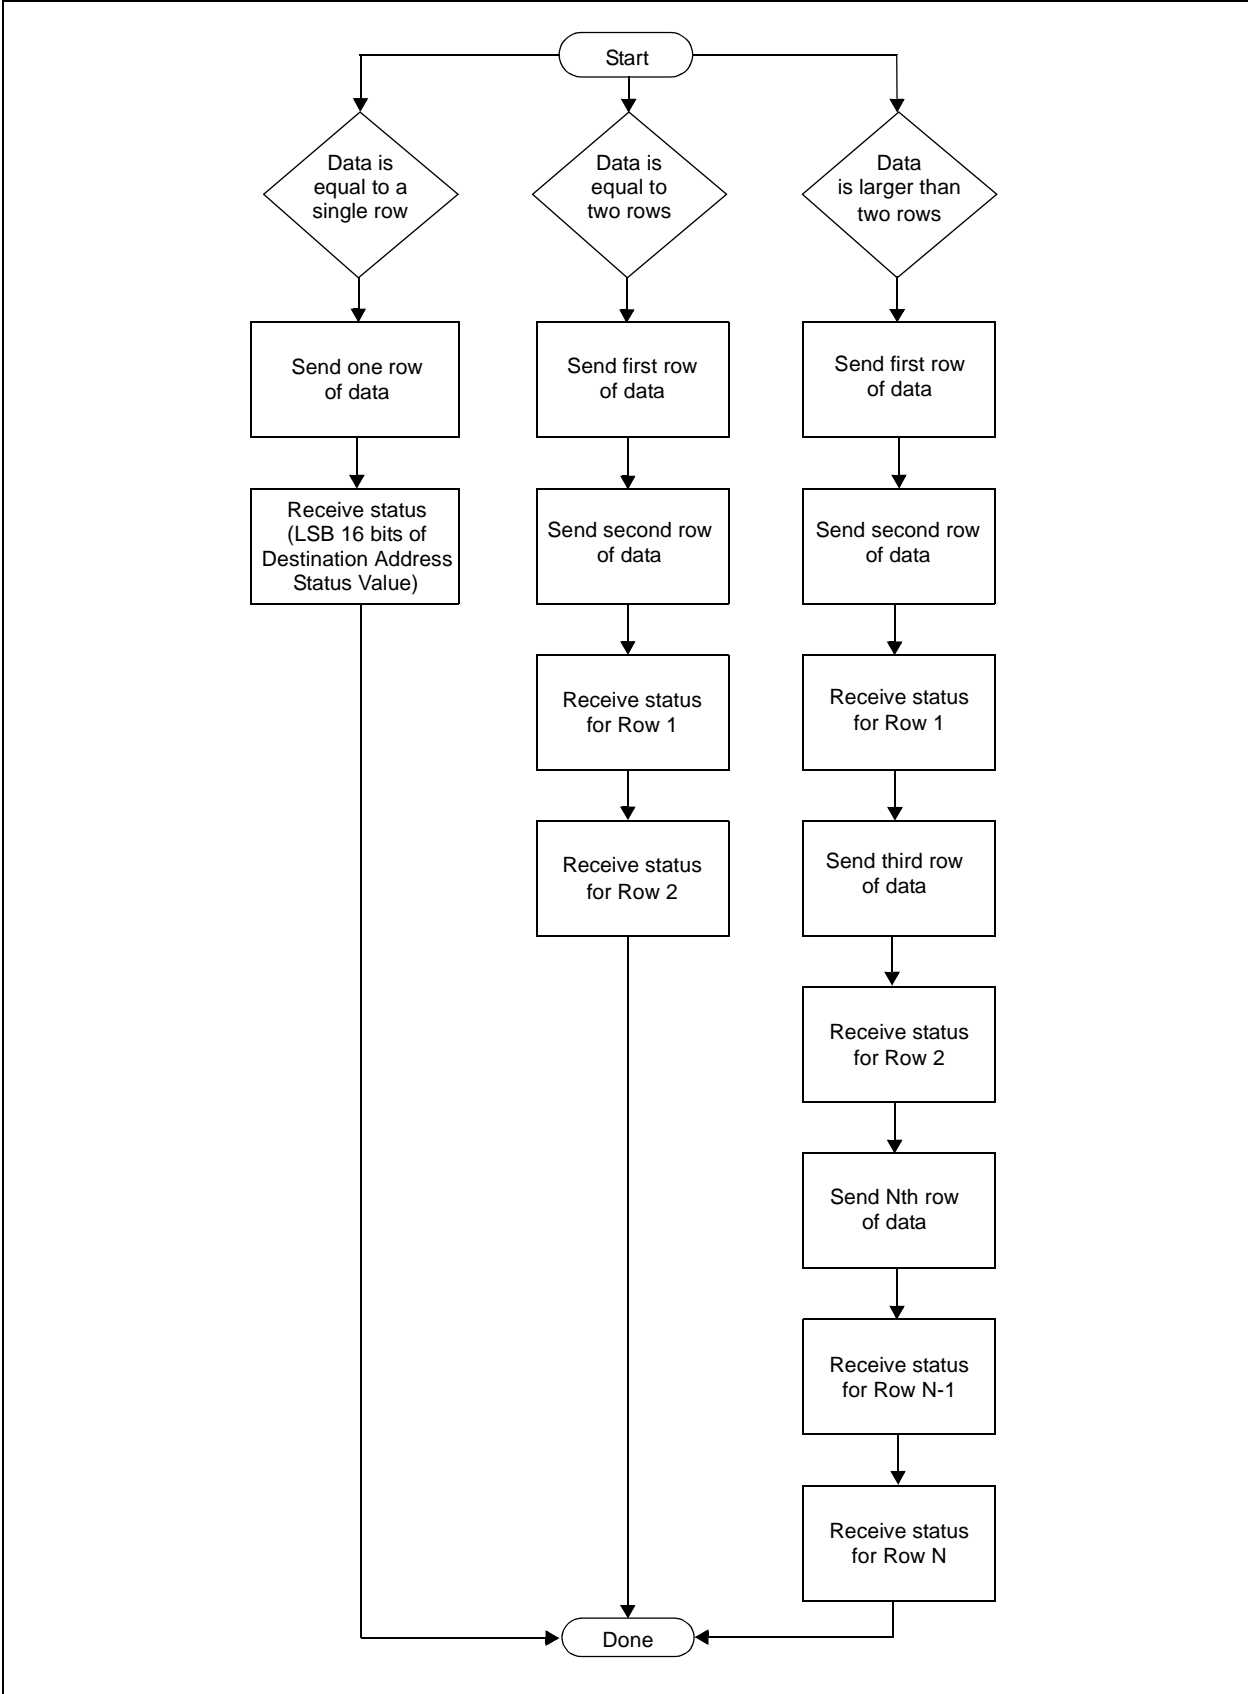 Start
Data is
equal to a
single row
Data is
equal to
two rows
Data
is larger than
two rows
Send one row
of data
Send first row
of data
Send first row
of data
Receive status
(LSB 16 bits of
Destination Address
Status Value)
Send second row
of data
Send second row
of data
Receive status
for Row 1
Receive status
for Row 1
Receive status
for Row 2
Send third row
of data
Receive status
for Row 2
Send Nth row
of data
Receive status
for Row N-1
Receive status
for Row N
Done